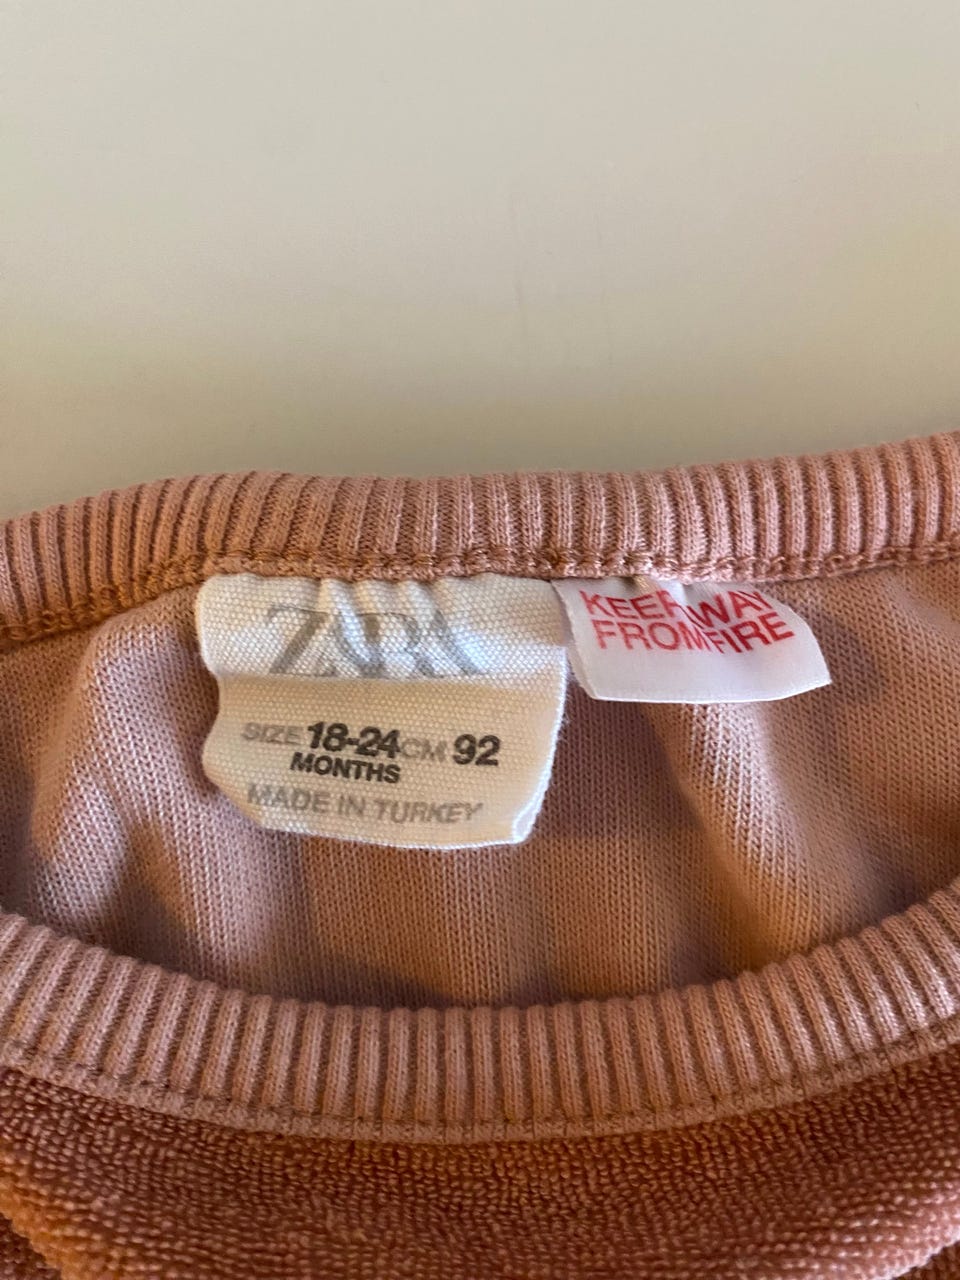 ZARA
SIZE 18-24 CM 92
MONTHS
MADE IN TURKEY
KEEP AWAY
FROM FIRE